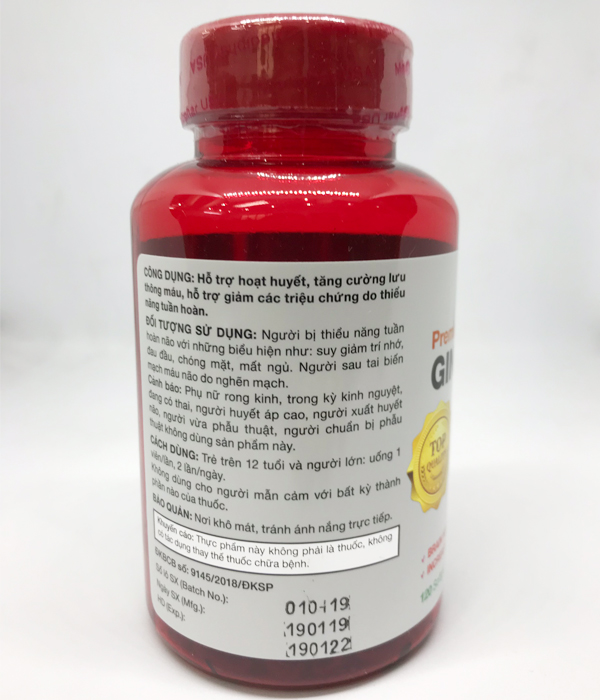 CÔNG DỤNG: Hỗ trợ hoạt huyết, tăng cường lưu
thông máu, hỗ trợ giảm các triệu chứng do thiếu
năng tuần hoàn.
ĐỐI TƯỢNG SỬ DỤNG: Người bị thiếu năng tuần
hoàn não với những biểu hiện như: suy giảm trí nhớ,
đau đầu, chóng mặt, mất ngủ. Người sau tai biến
mạch máu não do nghẽn mạch.
Cảnh báo: Phụ nữ rong kinh, trong kỳ kinh nguyệt,
đang có thai, người huyết áp cao, người xuất huyết
não, người vừa phẫu thuật, người chuẩn bị phẫu
thuật không dùng sản phẩm này.
CÁCH DÙNG: Trẻ trên 12 tuổi và người lớn: uống 1
viên/lần, 2 lần/ngày.
Không dùng cho người mẫn cảm với bất kỳ thành
phần nào của thuốc.
BẢO QUẢN: Nơi khô mát, tránh ánh nắng trực tiếp.
Khuyến cáo: Thực phẩm này không phải là thuốc, không
có tác dụng thay thế thuốc chữa bệnh.
ĐKBCB số: 9145/2018/ĐKSP
Số lô SX (Batch No.): 010419
Ngày SX (Mfg.): 190119
HD (Exp.): 190122
Prem
GI
TOP
100